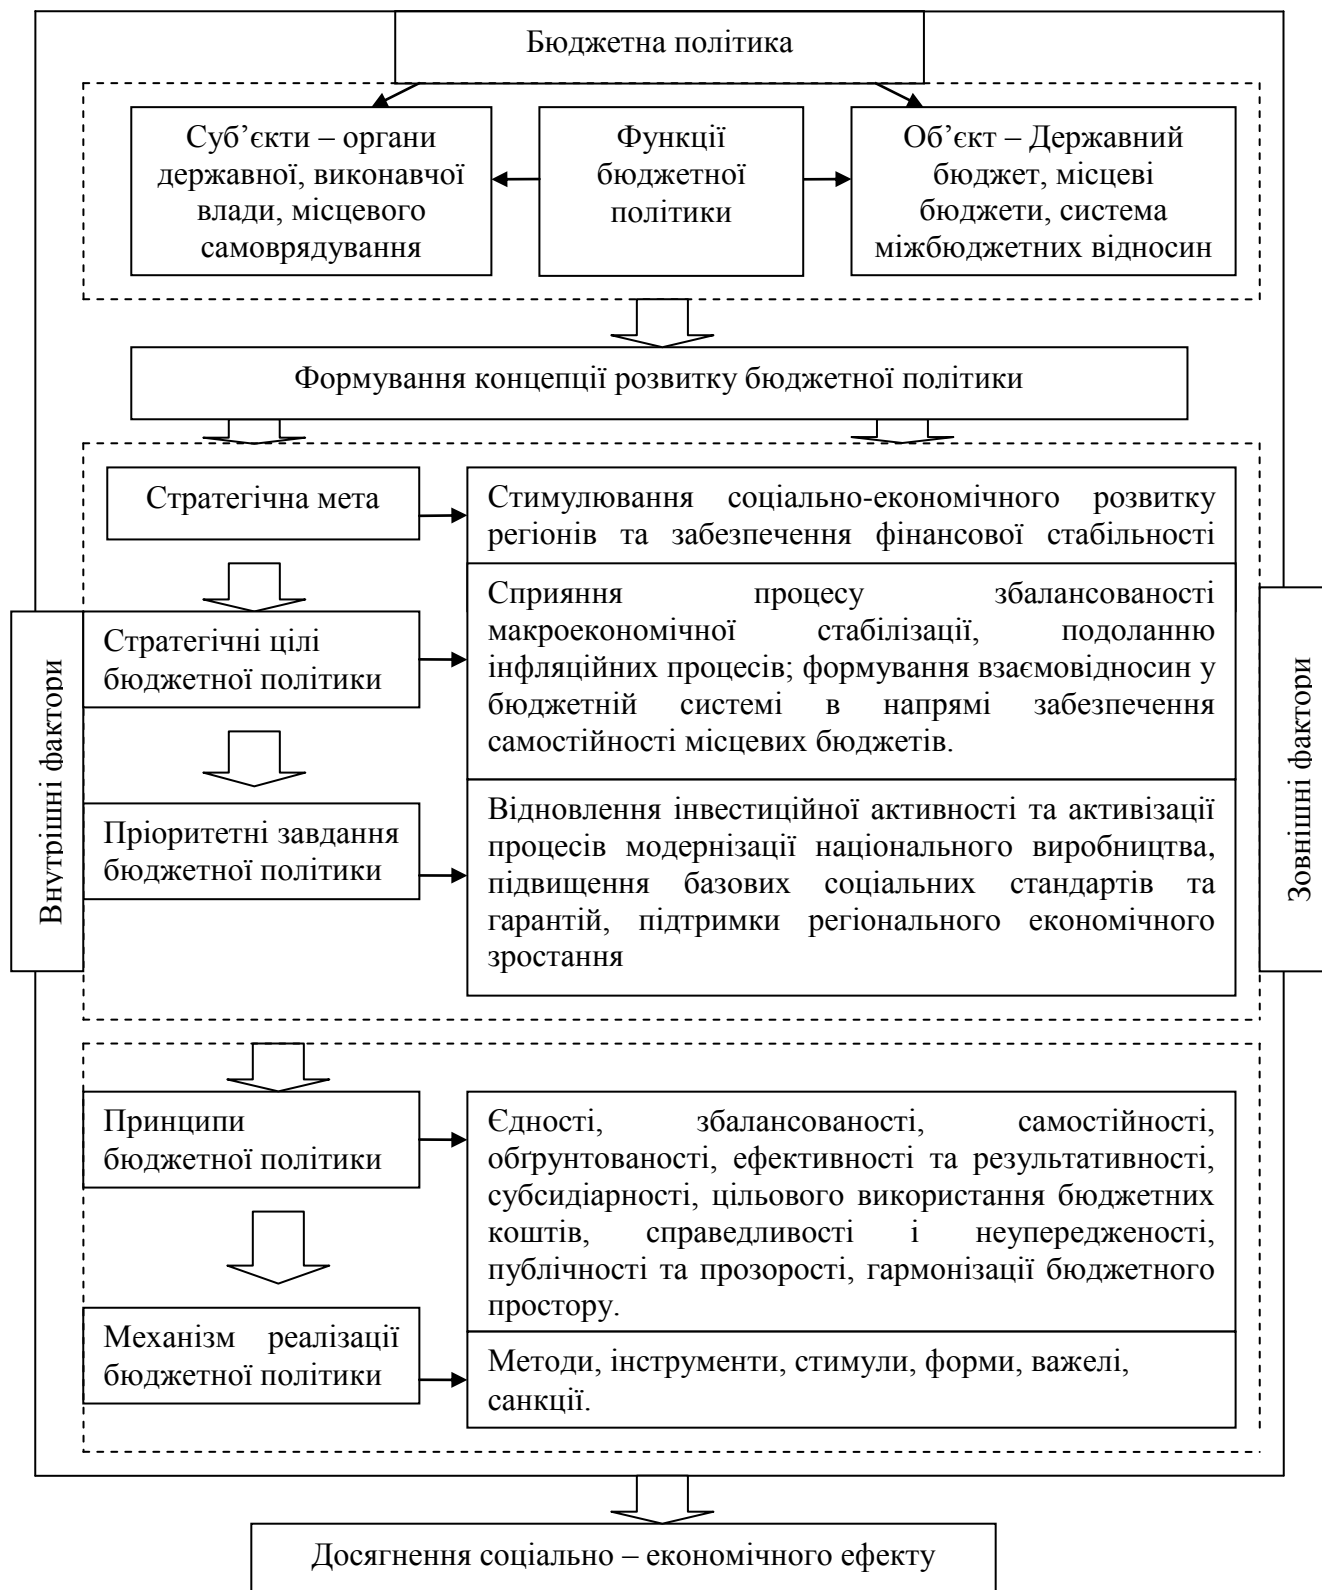 Бюджетна політика
Суб’єкти – органи
державної, виконавчої
влади, місцевого
самоврядування
Функції
бюджетної
політики
Об’єкт – Державний
бюджет, місцеві
бюджети, система
міжбюджетних відносин
Формування концепції розвитку бюджетної політики
Стратегічна мета
Стимулювання соціально-економічного розвитку
регіонів та забезпечення фінансової стабільності
Стратегічні цілі
бюджетної політики
Сприяння процесу збалансованості
макроекономічної стабілізації, подоланню
інфляційних процесів; формування взаємовідносин у
бюджетній системі в напрямі забезпечення
самостійності місцевих бюджетів.
Внутрішні фактори
Зовнішні фактори
Пріоритетні завдання
бюджетної політики
Відновлення інвестиційної активності та активізації
процесів модернізації національного виробництва,
підвищення базових соціальних стандартів та
гарантій, підтримки регіонального економічного
зростання
Принципи
бюджетної політики
Єдності, збалансованості, самостійності,
обґрунтованості, ефективності та результативності,
субсидіарності, цільового використання бюджетних
коштів, справедливості і неупередженості,
публічності та прозорості, гармонізації бюджетного
простору.
Механізм реалізації
бюджетної політики
Методи, інструменти, стимули, форми, важелі,
санкції.
Досягнення соціально – економічного ефекту